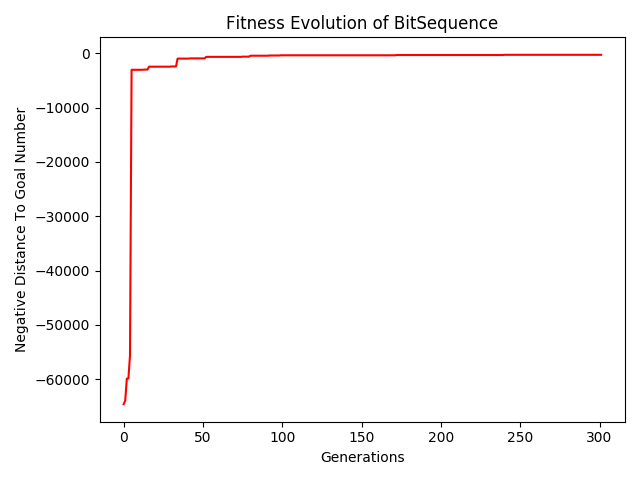 Fitness Evolution of BitSequence
0
−10000
−20000
−30000
−40000
−50000
−60000
Negative Distance To Goal Number
0 50 100 150 200 250 300
Generations